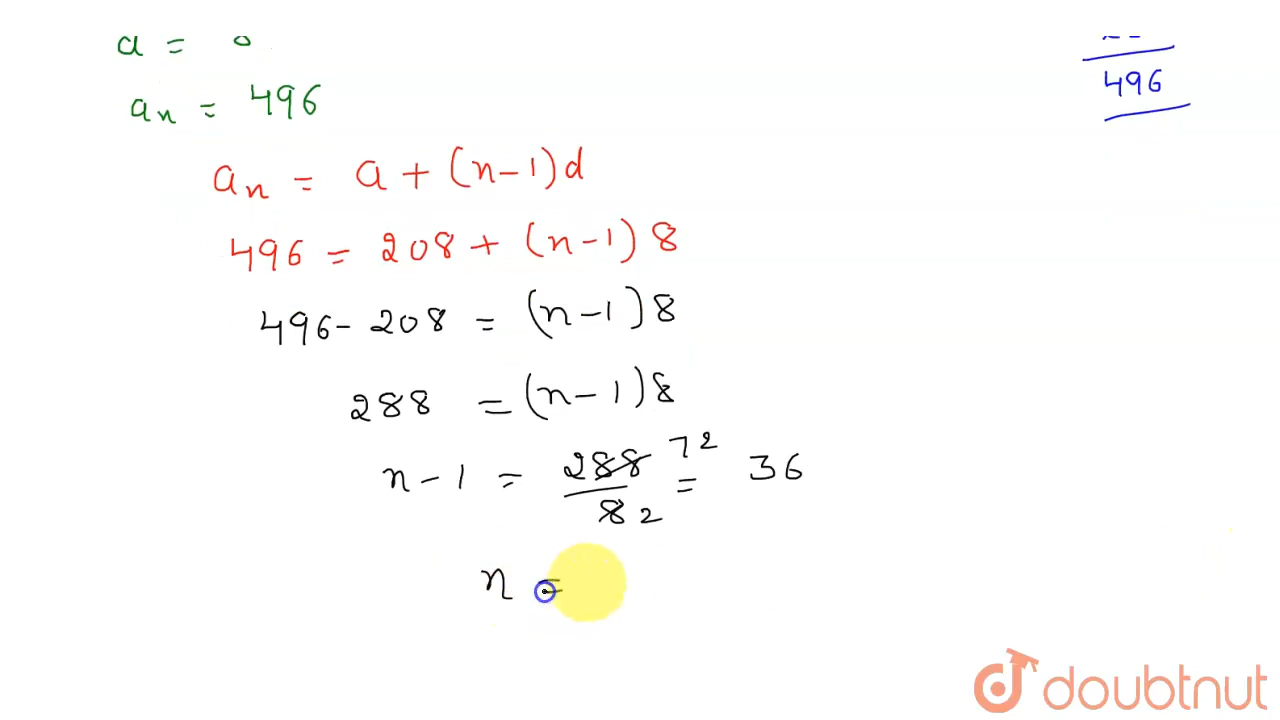 a =
aₙ = 496
496
aₙ = a + (n-1)d
496 = 208 + (n-1) 8
496 - 208 = (n-1) 8
288 = (n-1) 8
n-1 = 288/8 72/2 = 36
n =
doubtnut